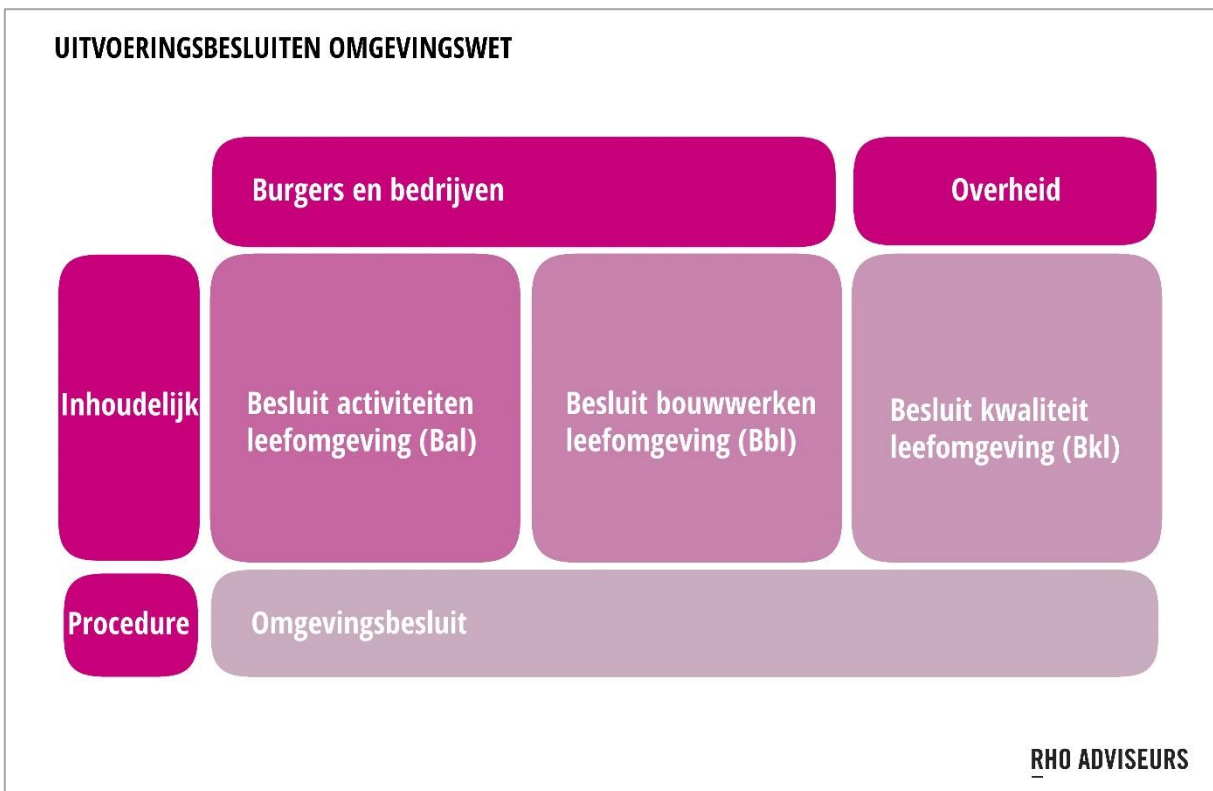 UITVOERINGSBESLUITEN OMGEVINGSWET
Burgers en bedrijven
Overheid
Inhoudelijk
Besluit activiteiten
leefomgeving (Bal)
Besluit bouwwerken
leefomgeving (Bbl)
Besluit kwaliteit
leefomgeving (Bkl)
Procedure
Omgevingsbesluit
RHO ADVISEURS